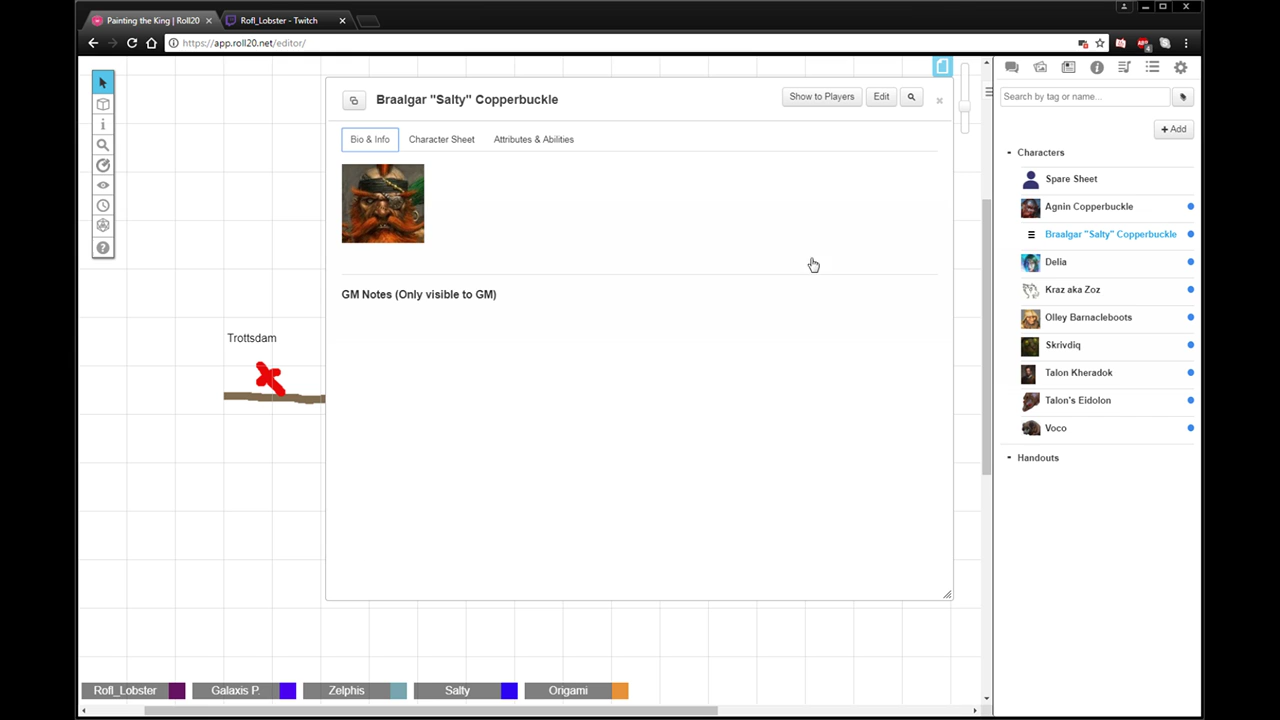 Painting the King | Roll20
Rofl_Lobster - Twitch
https://app.roll20.net/editor/
Braalgar "Salty" Copperbuckle
Show to Players
Edit
Bio & Info
Character Sheet
Attributes & Abilities
GM Notes (Only visible to GM)
Trottsdam
Search by tag or name...
+ Add
Characters
Spare Sheet
Agnin Copperbuckle
Braalgar "Salty" Copperbuckle
Delia
Kraz aka Zoz
Olley Barnacleboots
Skrivdiq
Talon Kheradok
Talon's Eidolon
Voco
Handouts
Rofl_Lobster
Galaxis P.
Zelphis
Salty
Origami